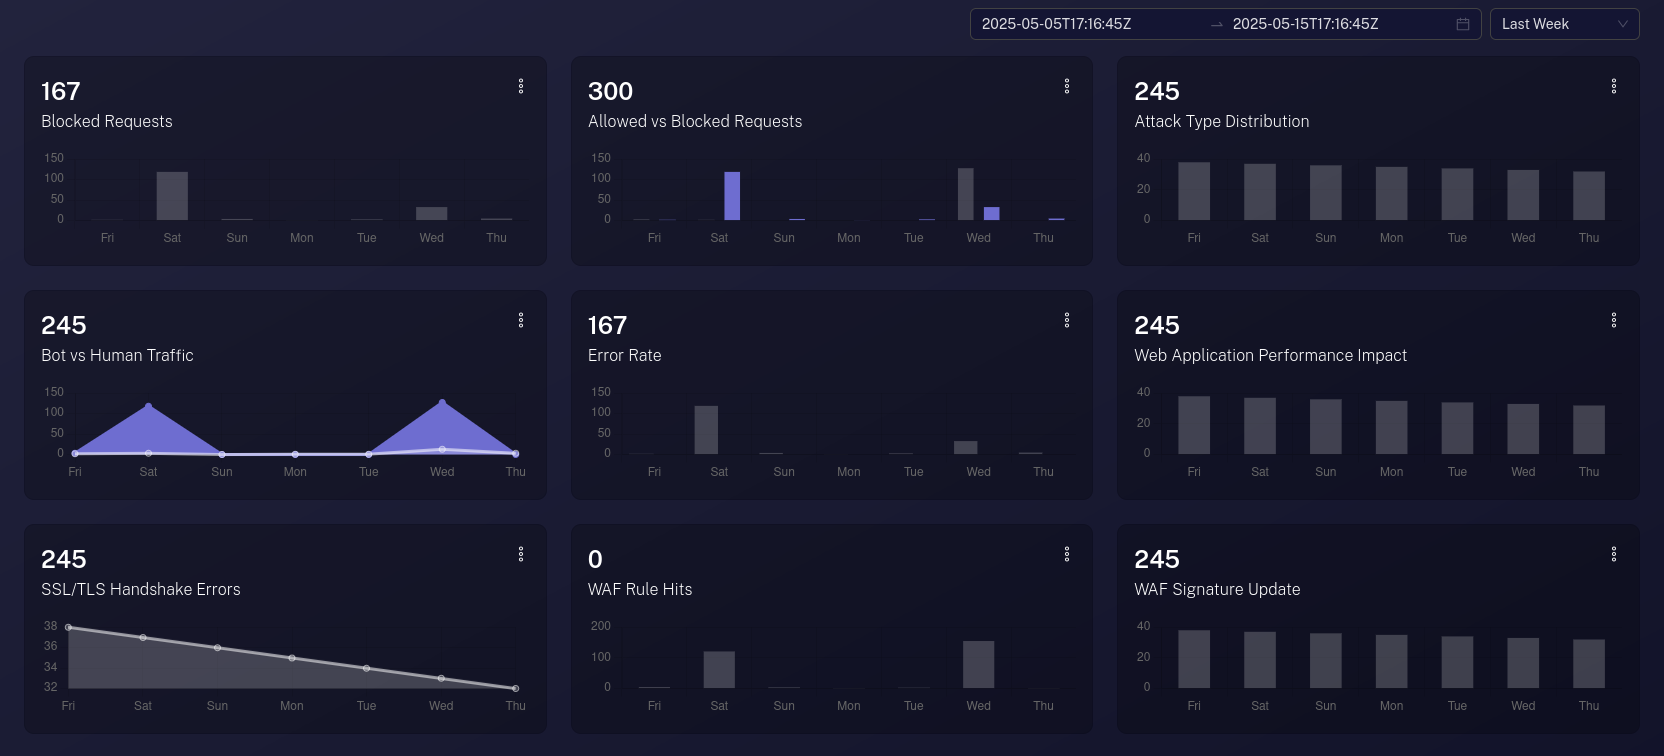 2025-05-05T17:16:45Z → 2025-05-15T17:16:45Z Last Week
167
Blocked Requests
150
100
50
0
Fri Sat Sun Mon Tue Wed Thu
300
Allowed vs Blocked Requests
150
100
50
0
Fri Sat Sun Mon Tue Wed Thu
245
Attack Type Distribution
40
20
0
Fri Sat Sun Mon Tue Wed Thu
245
Bot vs Human Traffic
150
100
50
0
Fri Sat Sun Mon Tue Wed Thu
167
Error Rate
150
100
50
0
Fri Sat Sun Mon Tue Wed Thu
245
Web Application Performance Impact
40
20
0
Fri Sat Sun Mon Tue Wed Thu
245
SSL/TLS Handshake Errors
38
36
34
32
Fri Sat Sun Mon Tue Wed Thu
0
WAF Rule Hits
200
100
0
Fri Sat Sun Mon Tue Wed Thu
245
WAF Signature Update
40
20
0
Fri Sat Sun Mon Tue Wed Thu